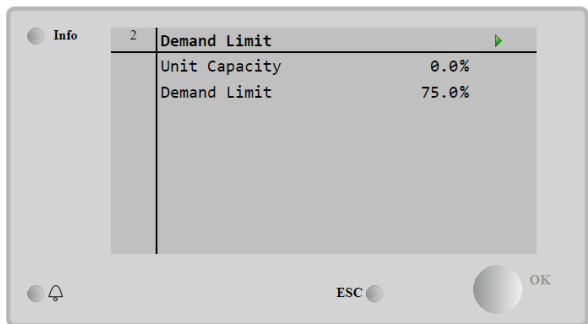 Info
2 Demand Limit
Unit Capacity 0.0%
Demand Limit 75.0%
ESC
OK